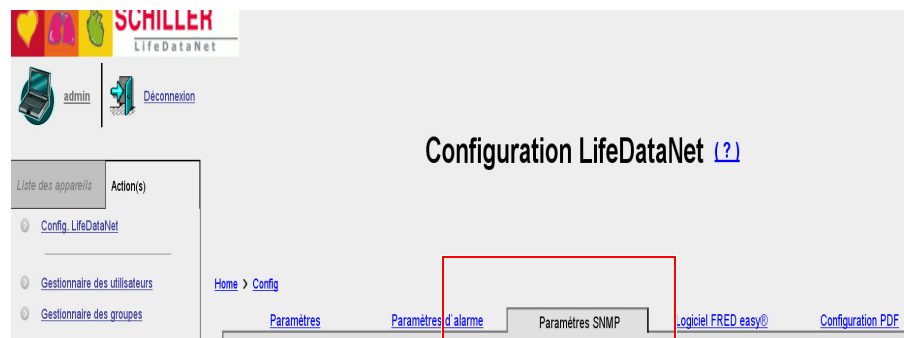 SCHILLER
LifeDataNet
admin
Déconnexion
Configuration LifeDataNet (?)
Liste des appareils
Action(s)
Config. LifeDataNet
Gestionnaire des utilisateurs
Gestionnaire des groupes
Home > Config
Paramètres
Paramètres d`alarme
Paramètres SNMP
Logiciel FRED easy®
Configuration PDF